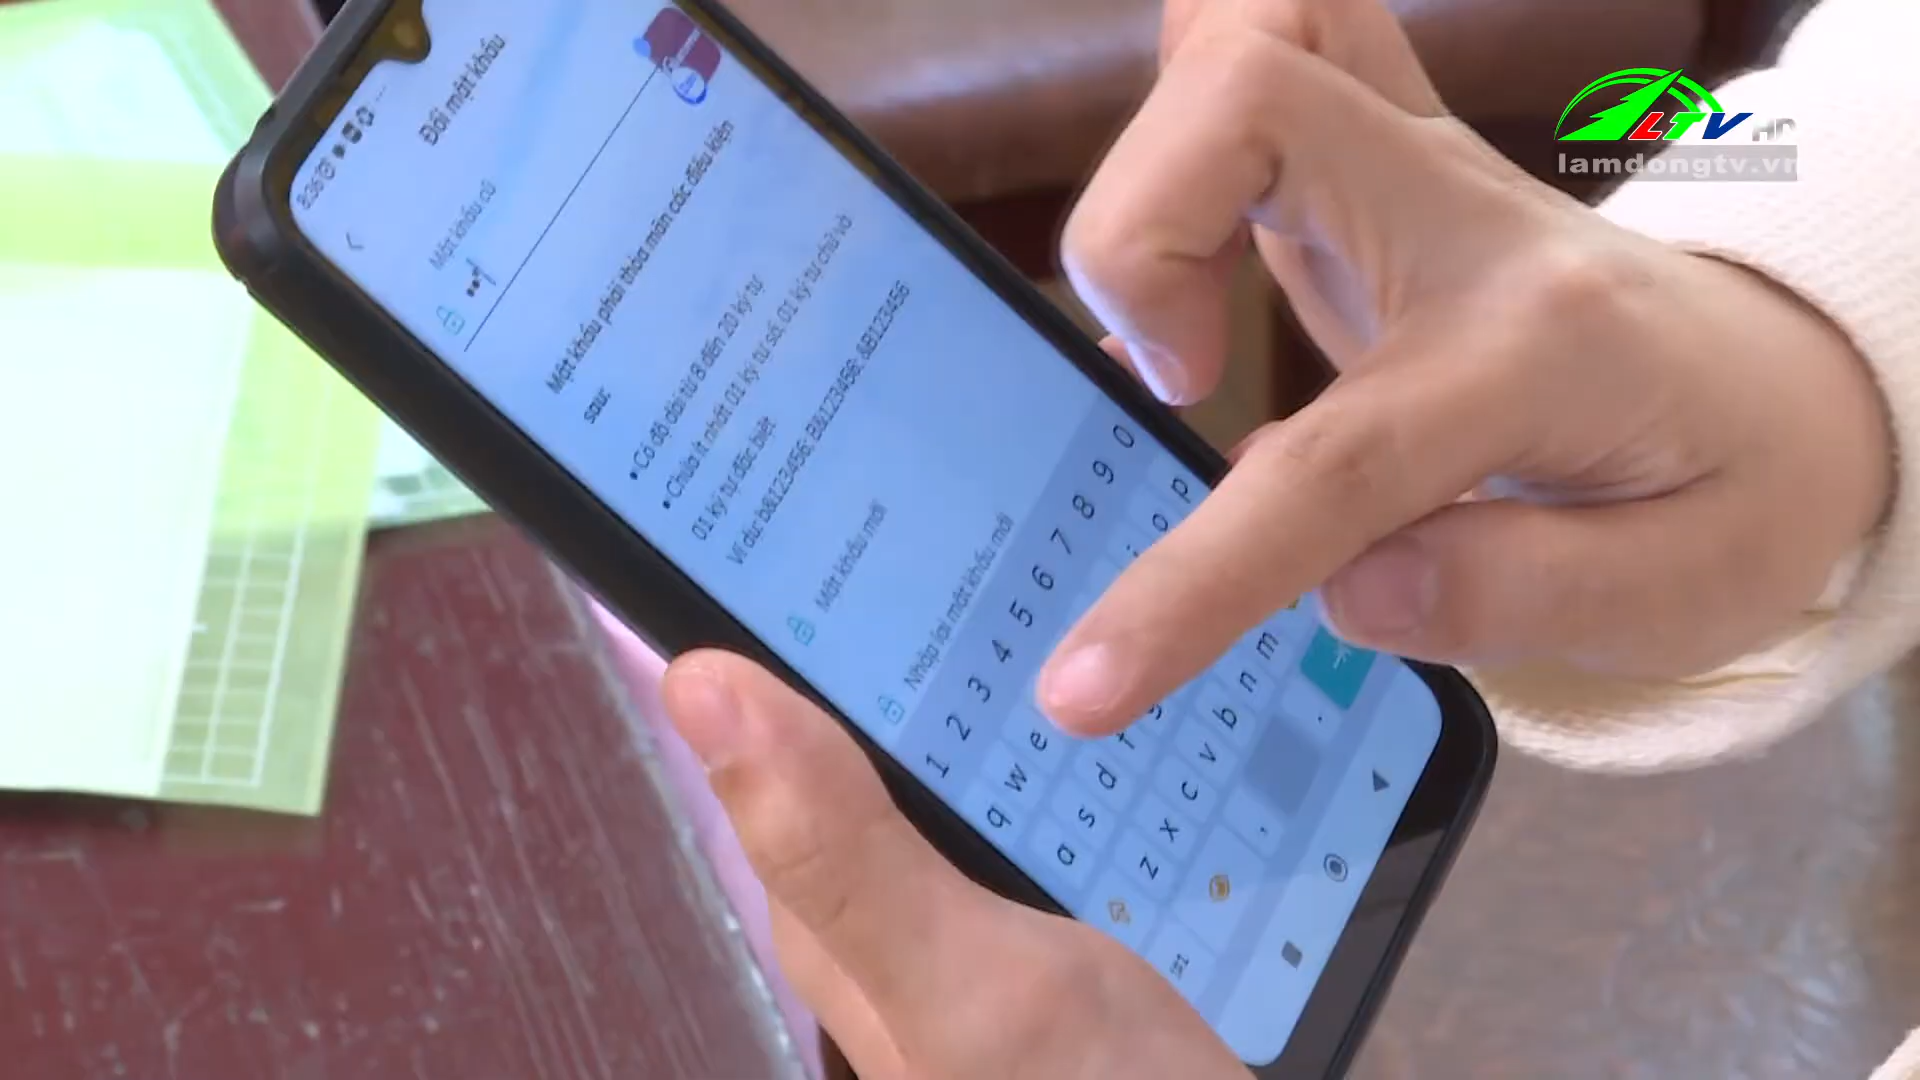 LTV HD
lamdongtv.vn
8:36
Đổi mật khẩu
Mật khẩu cũ
Mật khẩu phải thỏa mãn các điều kiện
sau:
• Có độ dài từ 8 đến 20 ký tự
• Chứa ít nhất 01 ký tự số, 01 ký tự chữ và
01 ký tự đặc biệt
Ví dụ: b&123456; B&123456; &B123456
Mật khẩu mới
Nhập lại mật khẩu mới
1 2 3 4 5 6 7 8 9 0
q w e i o p
a s d f g
z x c v b n m
, .